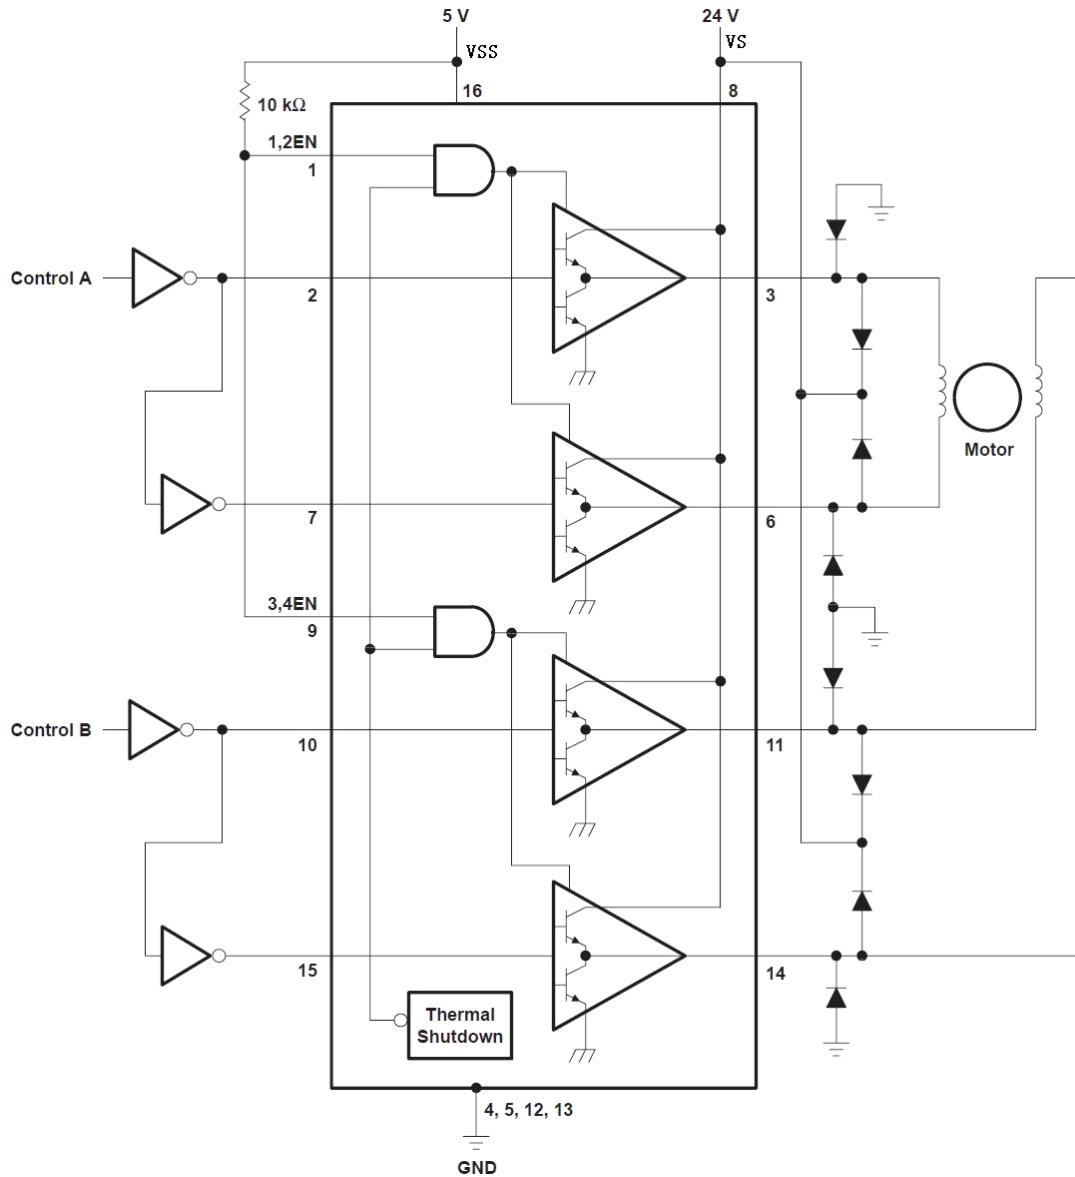 5 V
24 V
VSS
VS
16
8
10 kΩ
1,2EN
1
Control A
2
3
Motor
7
6
3,4EN
9
Control B
10
11
15
14
Thermal
Shutdown
4, 5, 12, 13
GND